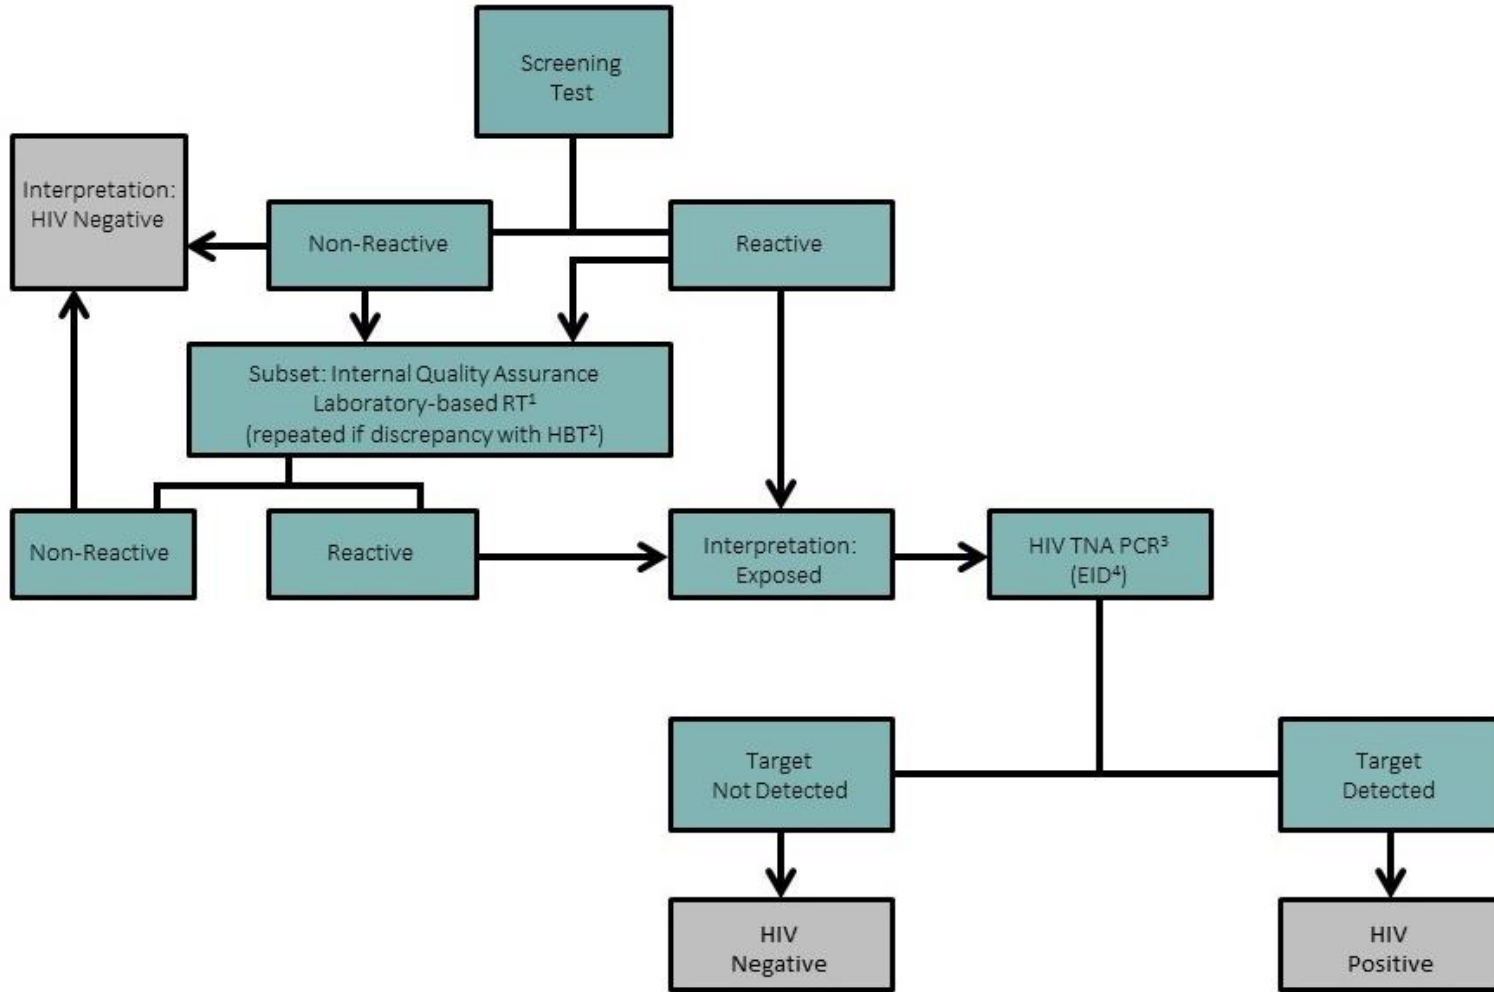 Screening
Test
Interpretation:
HIV Negative
Non-Reactive
Reactive
Subset: Internal Quality Assurance
Laboratory-based RT¹
(repeated if discrepancy with HBT²)
Non-Reactive
Reactive
Interpretation:
Exposed
HIV TNA PCR³
(EID⁴)
Target
Not Detected
Target
Detected
HIV
Negative
HIV
Positive